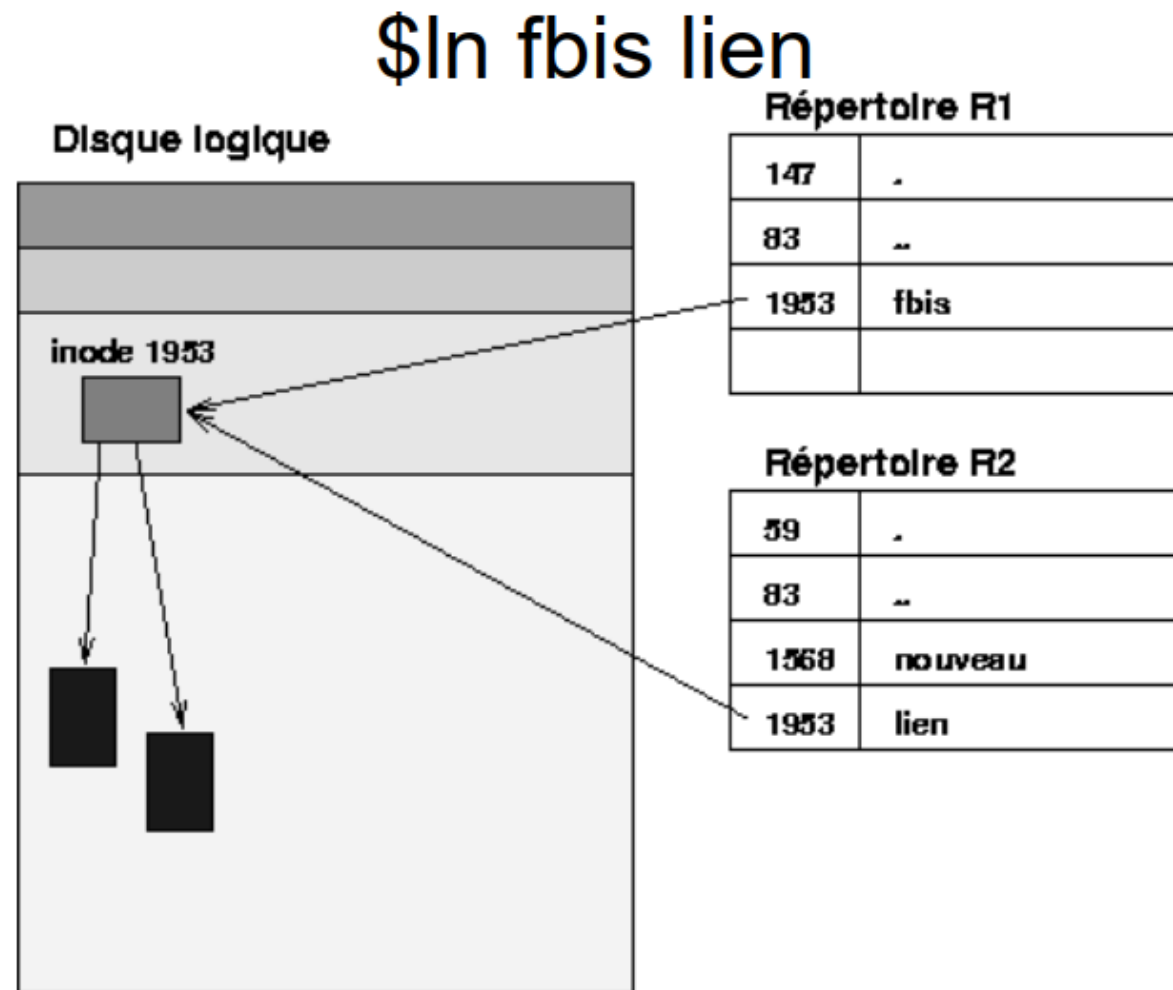 $ln fbis lien
Disque logique
inode 1953
Répertoire R1
147 .
83 ..
1953 fbis
Répertoire R2
59 .
83 ..
1568 nouveau
1953 lien